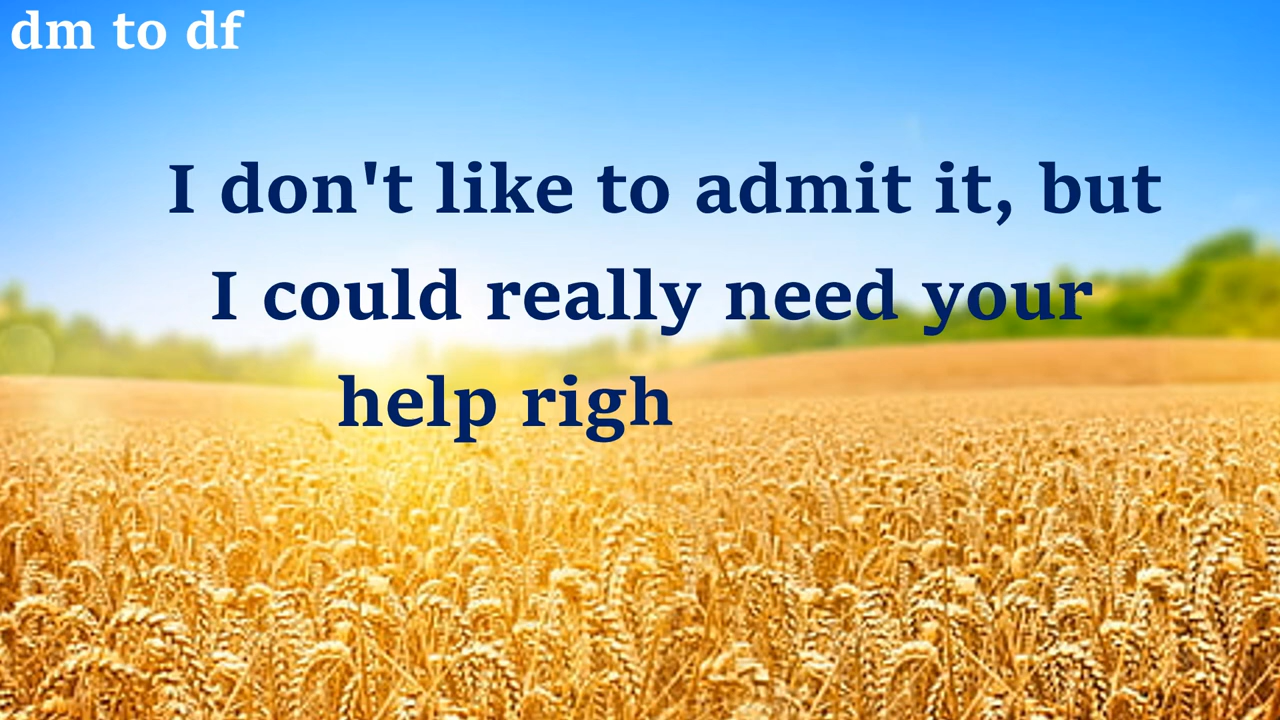 dm to df
I don't like to admit it, but
I could really need your
help righ